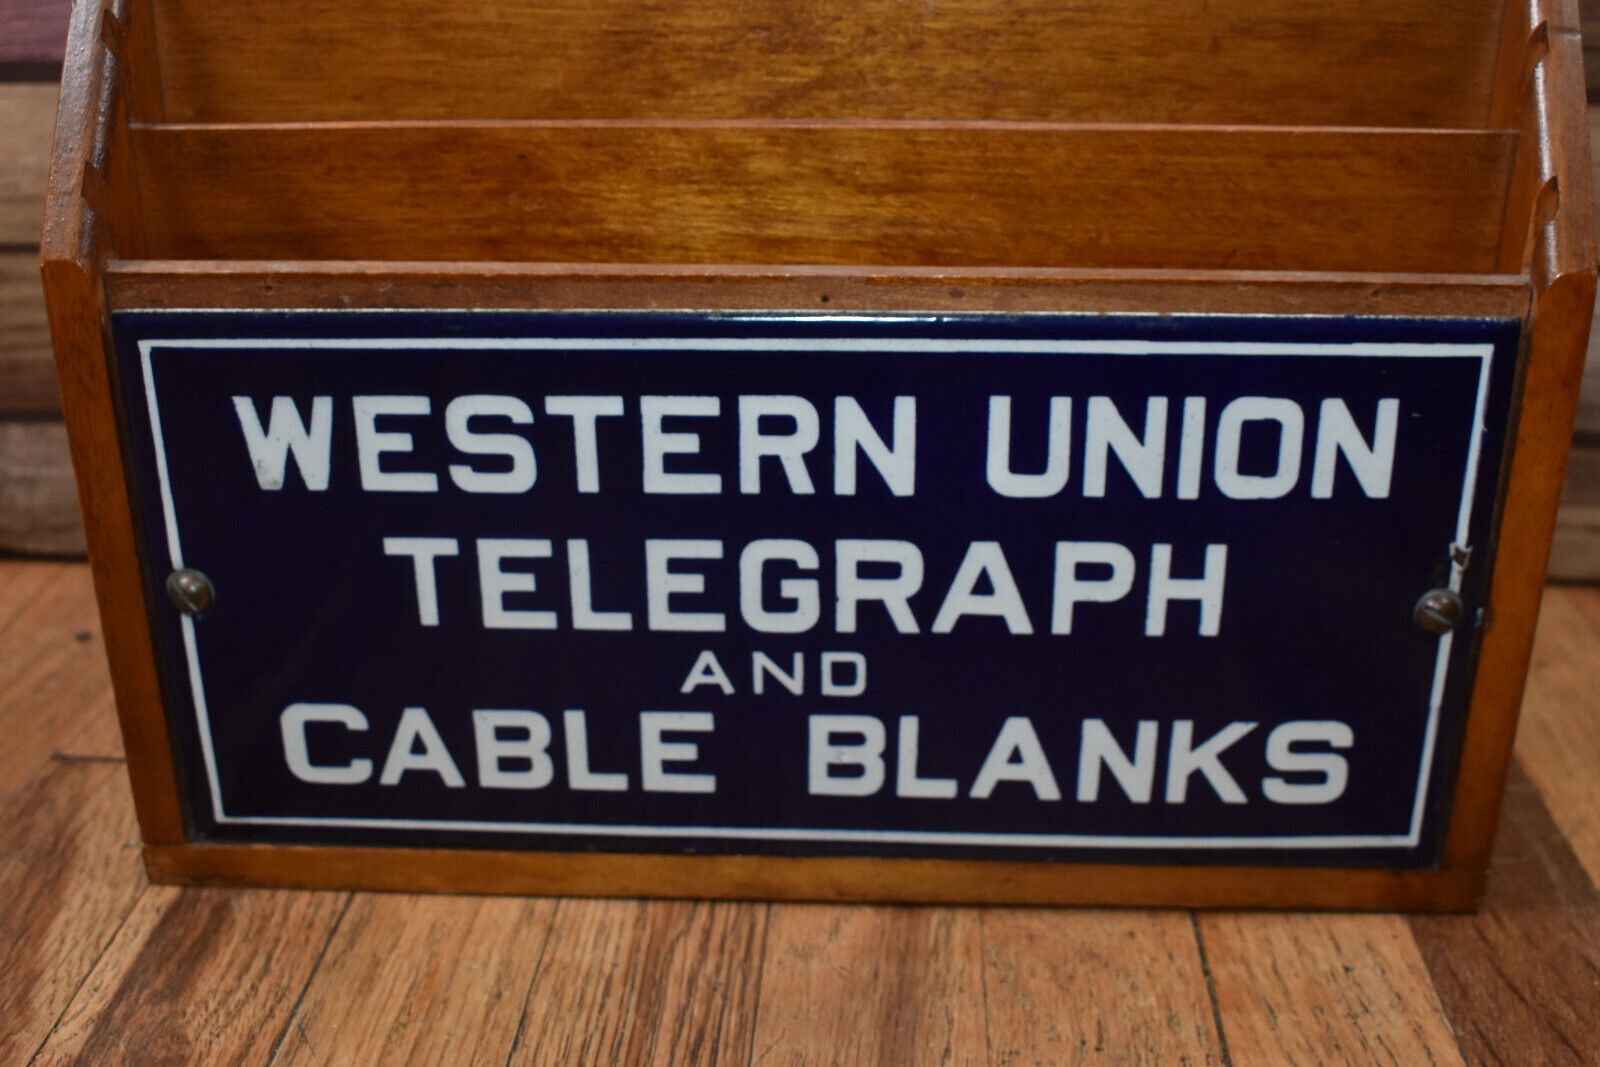 WESTERN UNION
TELEGRAPH
AND
CABLE BLANKS